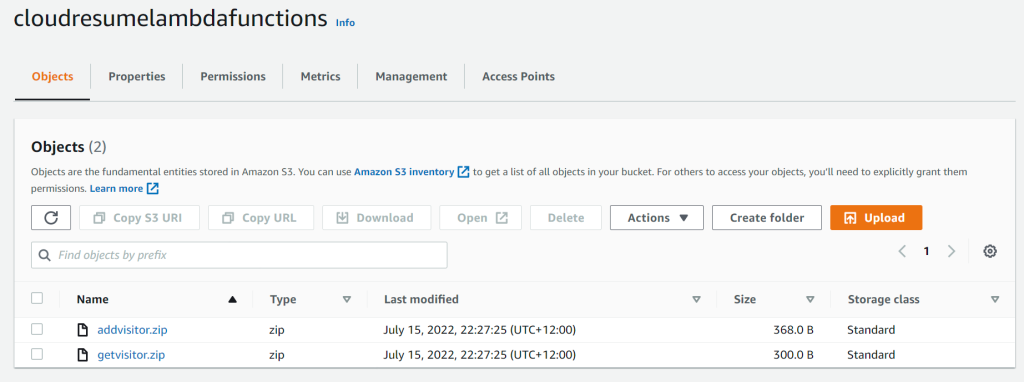 cloudresumelambdafunctions Info
Objects Properties Permissions Metrics Management Access Points
Objects (2)
Objects are the fundamental entities stored in Amazon S3. You can use Amazon S3 inventory to get a list of all objects in your bucket. For others to access your objects, you'll need to explicitly grant them
permissions. Learn more
Copy S3 URI Copy URL Download Open Delete Actions Create folder Upload
Find objects by prefix 1
Name Type Last modified Size Storage class
addvisitor.zip zip July 15, 2022, 22:27:25 (UTC+12:00) 368.0 B Standard
getvisitor.zip zip July 15, 2022, 22:27:25 (UTC+12:00) 300.0 B Standard